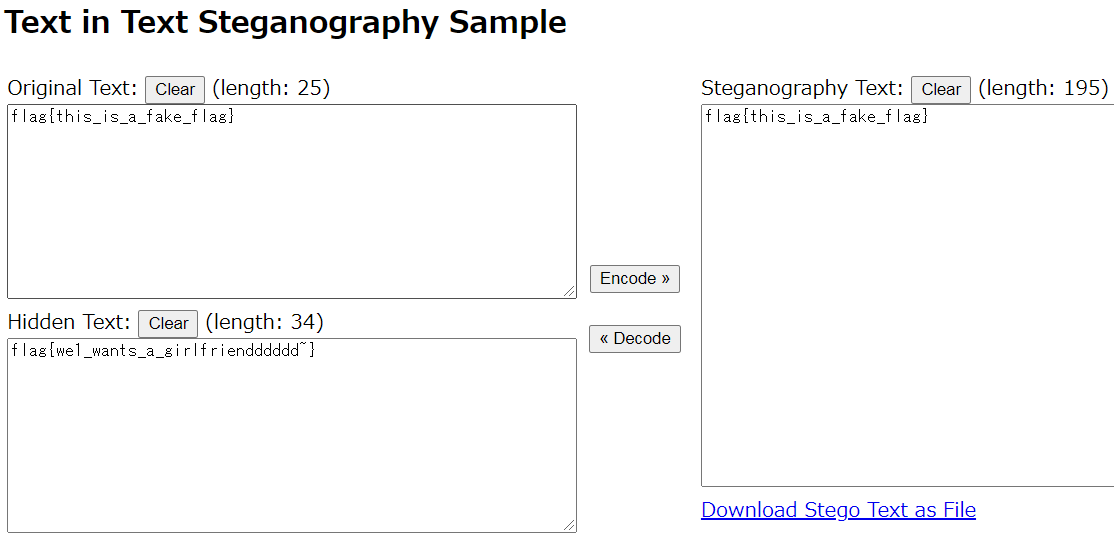 Text in Text Steganography Sample
Original Text: Clear (length: 25)
flag{this_is_a_fake_flag}
Hidden Text: Clear (length: 34)
flag{we1_wants_a_girlfriendddddd~}
Encode »
« Decode
Steganography Text: Clear (length: 195)
flag{this_is_a_fake_flag}
Download Stego Text as File